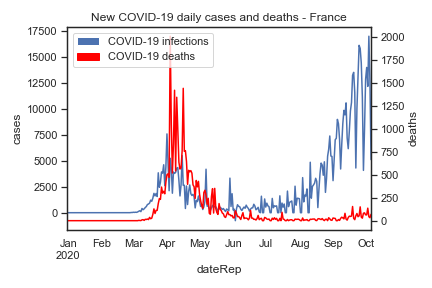 New COVID-19 daily cases and deaths - France
COVID-19 infections
COVID-19 deaths
17500
15000
12500
10000
7500
5000
2500
0
cases
2000
1750
1500
1250
1000
750
500
250
0
deaths
Jan Feb Mar Apr May Jun Jul Aug Sep Oct
2020
dateRep